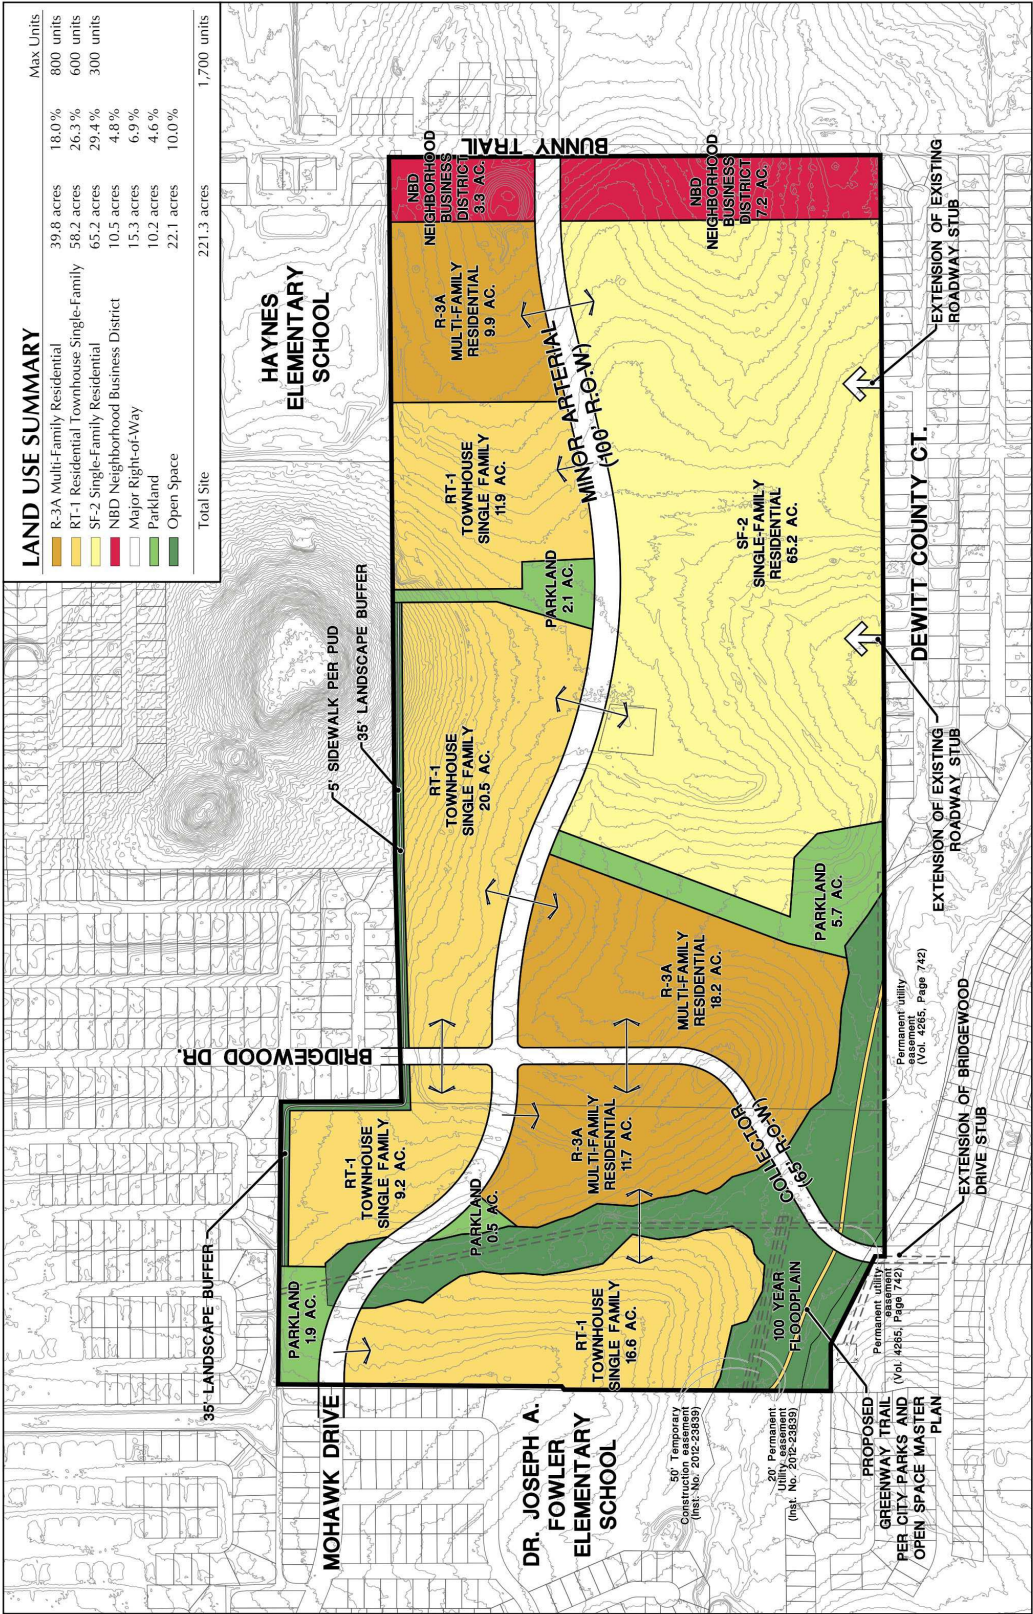 LAND USE SUMMARY
Max Units
R-3A Multi-Family Residential 39.8 acres 18.0% 800 units
RT-1 Residential Townhouse Single-Family 58.2 acres 26.3% 600 units
SF-2 Single-Family Residential 65.2 acres 29.4% 300 units
NBD Neighborhood Business District 10.5 acres 4.8%
Major Right-of-Way 15.3 acres 6.9%
Parkland 10.2 acres 4.6%
Open Space 22.1 acres 10.0%
Total Site 221.3 acres 1,700 units
HAYNES
ELEMENTARY
SCHOOL
BUNNY TRAIL
NBD
NEIGHBORHOOD
BUSINESS
DISTRICT
3.3 AC.
NBD
NEIGHBORHOOD
BUSINESS
DISTRICT
7.2 AC.
R-3A
MULTI-FAMILY
RESIDENTIAL
9.9 AC.
MINOR ARTERIAL
(100' R.O.W)
RT-1
TOWNHOUSE
SINGLE FAMILY
11.9 AC.
PARKLAND
2.1 AC.
SF-2
SINGLE-FAMILY
RESIDENTIAL
65.2 AC.
EXTENSION OF EXISTING
ROADWAY STUB
DEWITT COUNTY CT.
EXTENSION OF EXISTING
ROADWAY STUB
5' SIDEWALK PER PUD
35' LANDSCAPE BUFFER
RT-1
TOWNHOUSE
SINGLE FAMILY
20.5 AC.
PARKLAND
5.7 AC.
R-3A
MULTI-FAMILY
RESIDENTIAL
18.2 AC.
BRIDGEWOOD DR.
Permanent utility
easement
(Vol. 4265, Page 742)
EXTENSION OF BRIDGEWOOD
DRIVE STUB
R-3A
MULTI-FAMILY
RESIDENTIAL
11.7 AC.
COLLECTOR
(65' R.O.W)
RT-1
TOWNHOUSE
SINGLE FAMILY
9.2 AC.
PARKLAND
0.5 AC.
35' LANDSCAPE BUFFER
PARKLAND
1.9 AC.
RT-1
TOWNHOUSE
SINGLE FAMILY
16.6 AC.
100 YEAR
FLOODPLAIN
Permanent utility
easement
(Vol. 4265, Page 742)
MOHAWK DRIVE
DR. JOSEPH A.
FOWLER
ELEMENTARY
SCHOOL
50' Temporary
Construction easement
(Inst. No. 2012-23839)
20' Permanent
Utility easement
(Inst. No. 2012-23839)
PROPOSED
GREENWAY TRAIL
PER CITY PARKS AND
OPEN SPACE MASTER
PLAN